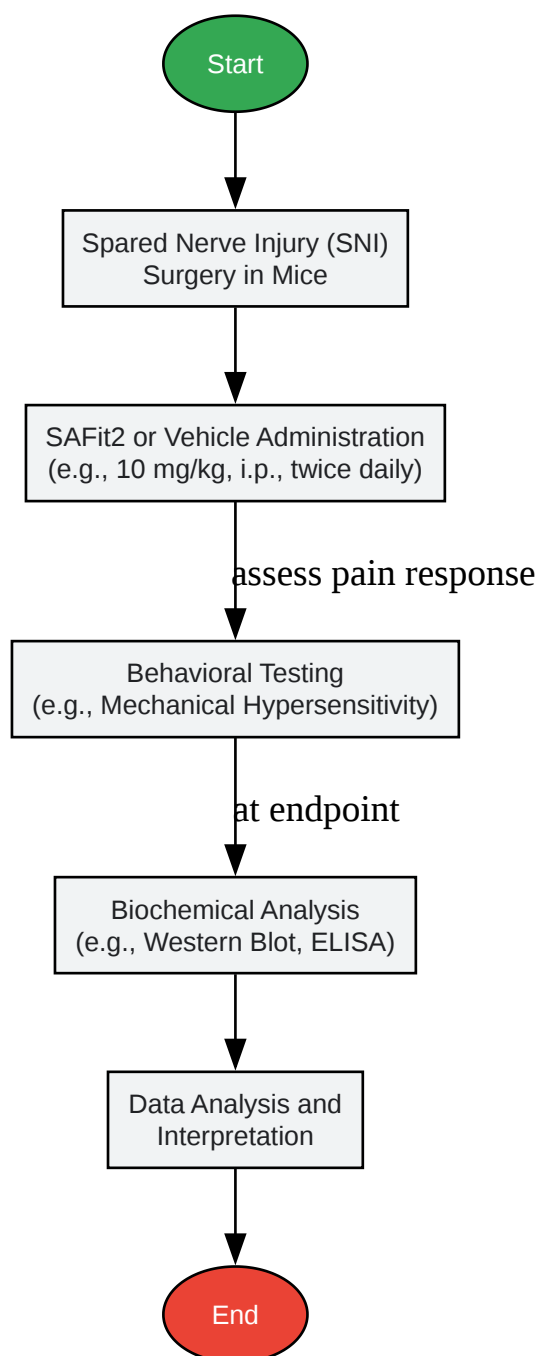 Start
Spared Nerve Injury (SNI)
Surgery in Mice
SAFit2 or Vehicle Administration
(e.g., 10 mg/kg, i.p., twice daily)
assess pain response
Behavioral Testing
(e.g., Mechanical Hypersensitivity)
at endpoint
Biochemical Analysis
(e.g., Western Blot, ELISA)
Data Analysis and
Interpretation
End